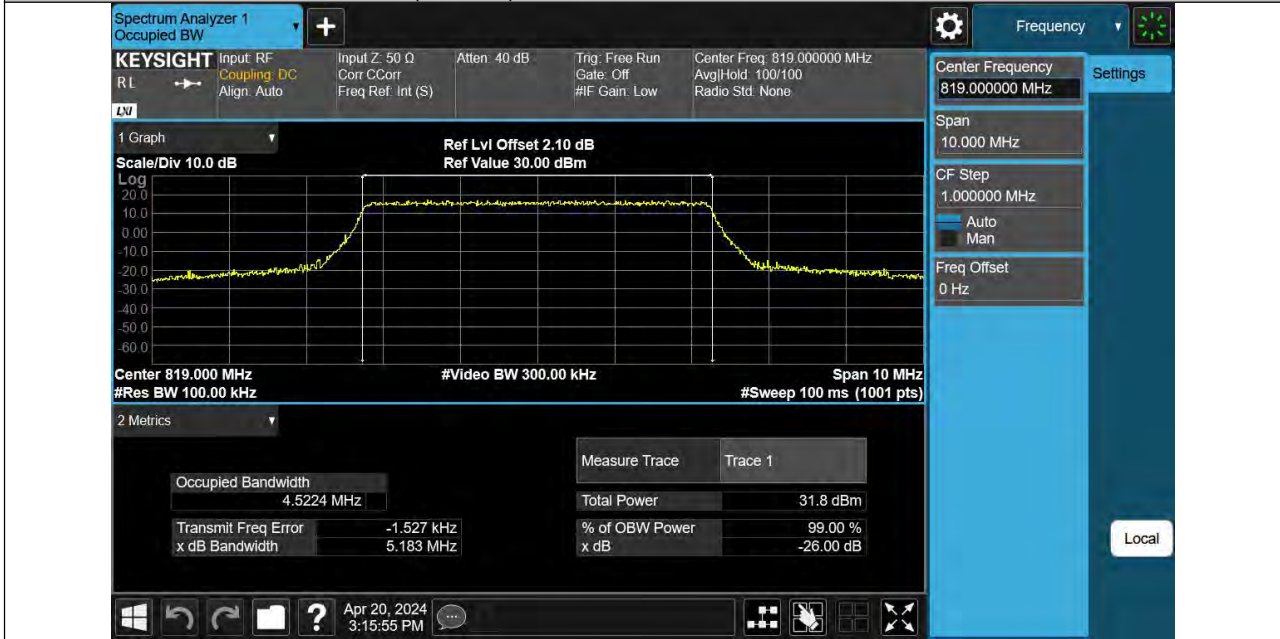 Spectrum Analyzer 1
Occupied BW
+
Frequency
KEYSIGHT
RL
LXI
Input: RF
Coupling: DC
Align: Auto
Input Z: 50 Ω
Corr CCorr
Freq Ref: Int (S)
Atten: 40 dB
Trig: Free Run
Gate: Off
#IF Gain: Low
Center Freq: 819.000000 MHz
Avg|Hold: 100/100
Radio Std: None
Center Frequency
819.000000 MHz
Settings
Span
10.000 MHz
CF Step
1.000000 MHz
Auto
Man
Freq Offset
0 Hz
Local
1 Graph
Scale/Div 10.0 dB
Ref Lvl Offset 2.10 dB
Ref Value 30.00 dBm
Log
20.0
10.0
0.00
-10.0
-20.0
-30.0
-40.0
-50.0
-60.0
Center 819.000 MHz
#Video BW 300.00 kHz
Span 10 MHz
#Res BW 100.00 kHz
#Sweep 100 ms (1001 pts)
2 Metrics
Measure Trace Trace 1
Occupied Bandwidth
4.5224 MHz
Total Power 31.8 dBm
Transmit Freq Error -1.527 kHz
% of OBW Power 99.00 %
x dB Bandwidth 5.183 MHz
x dB -26.00 dB
?
Apr 20, 2024
3:15:55 PM